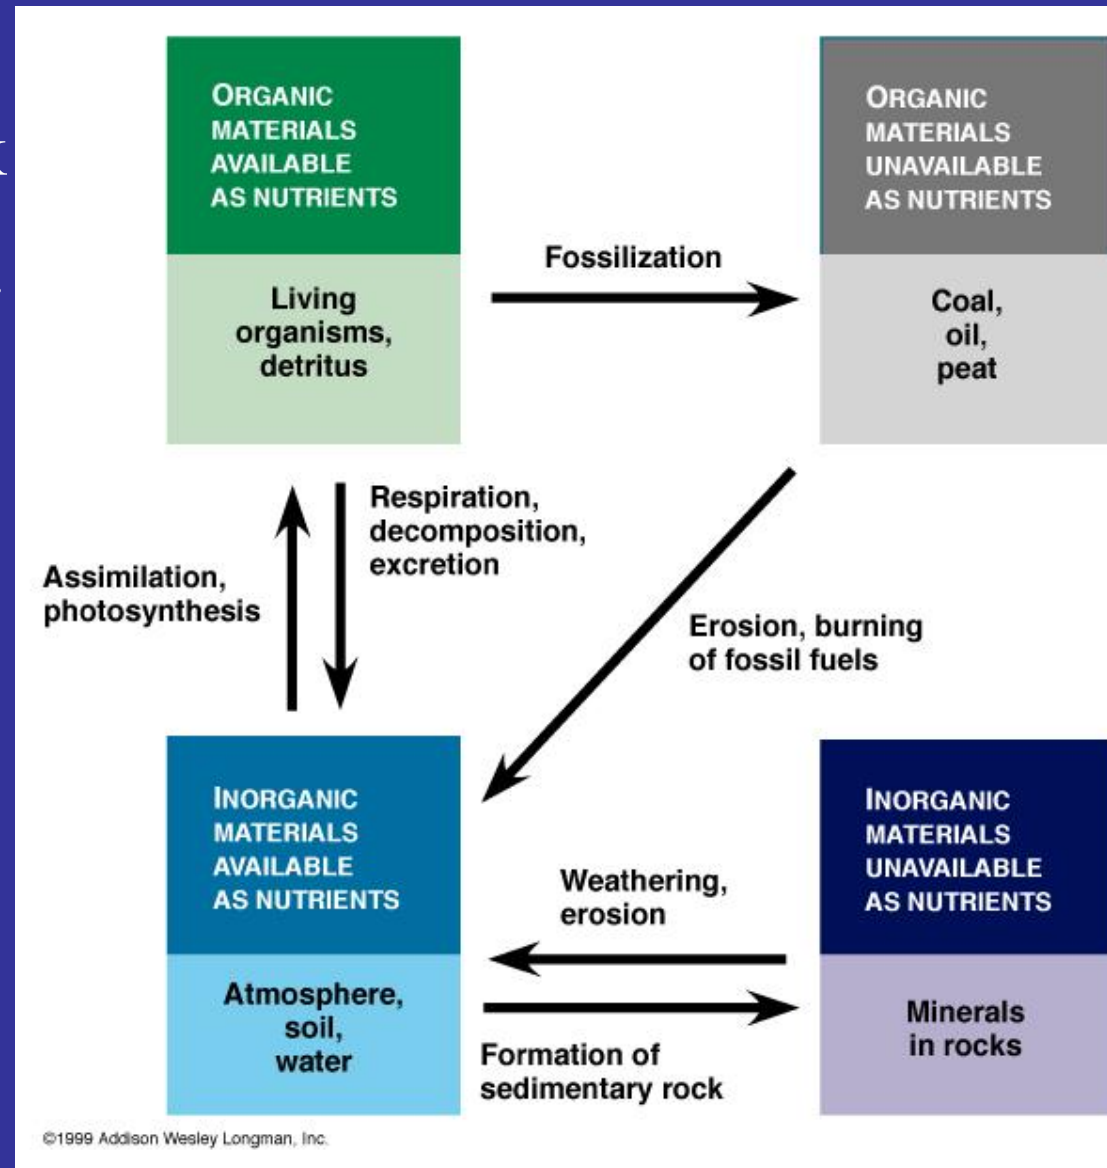 ORGANIC
MATERIALS
AVAILABLE
AS NUTRIENTS
Living
organisms,
detritus
Fossilization
ORGANIC
MATERIALS
UNAVAILABLE
AS NUTRIENTS
Coal,
oil,
peat
Assimilation,
photosynthesis
Respiration,
decomposition,
excretion
Erosion, burning
of fossil fuels
INORGANIC
MATERIALS
AVAILABLE
AS NUTRIENTS
Atmosphere,
soil,
water
Weathering,
erosion
Formation of
sedimentary rock
INORGANIC
MATERIALS
UNAVAILABLE
AS NUTRIENTS
Minerals
in rocks
©1999 Addison Wesley Longman, Inc.